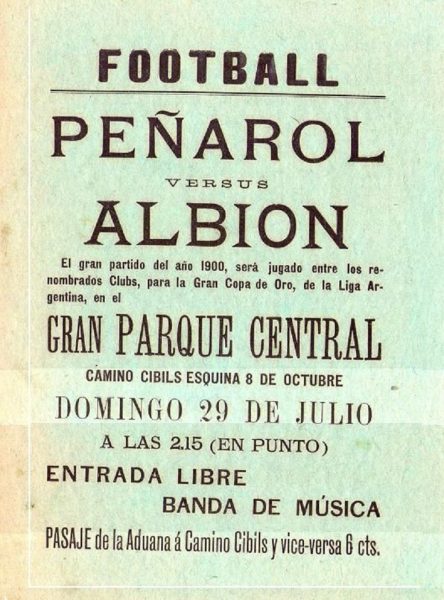 FOOTBALL
PEÑAROL
VERSUS
ALBION
El gran partido del año 1900, serà jugado entre los re-
nombrados Clubs, para la Gran Copa de Oro, de la Liga Ar-
gentina, en el
GRAN PARQUE CENTRAL
CAMINO CIBILS ESQUINA 8 DE OCTUBRE
DOMINGO 29 DE JULIO
A LAS 2.15 (EN PUNTO)
ENTRADA LIBRE
BANDA DE MÚSICA
PASAJE de la Aduana á Camino Cibils y vice-versa 6 cts.